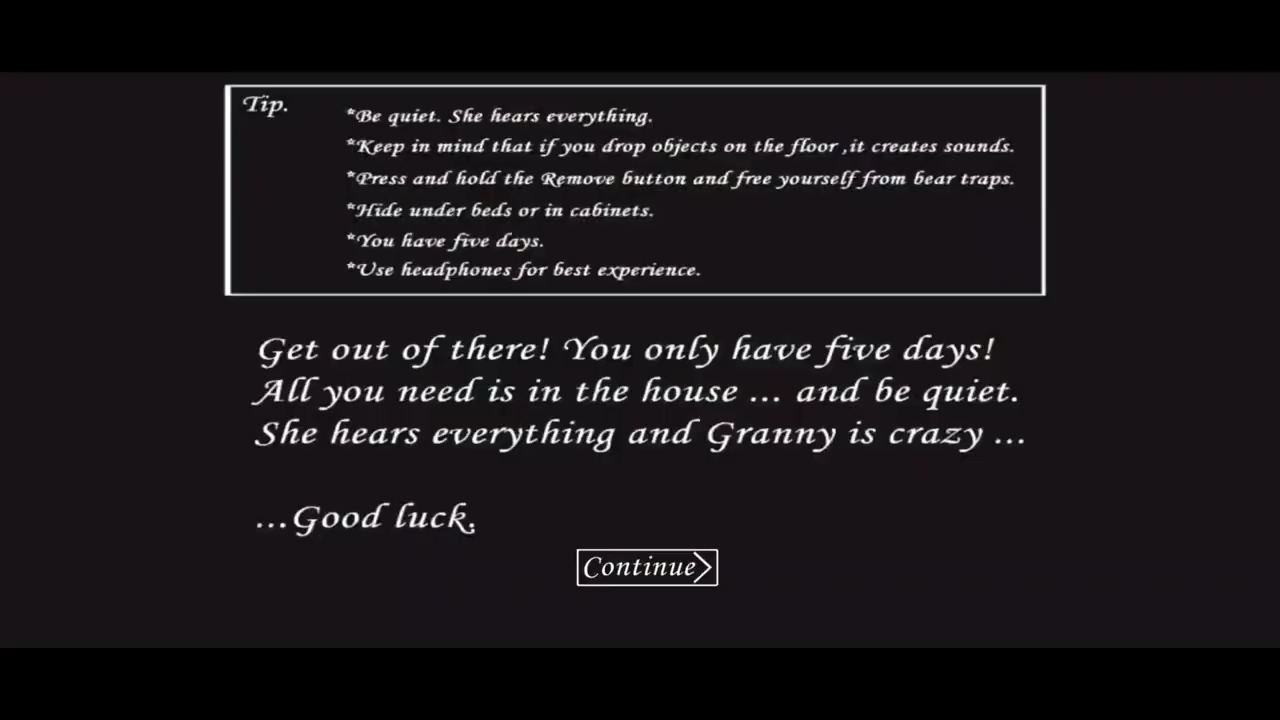 Tip.
*Be quiet. She hears everything.
*Keep in mind that if you drop objects on the floor ,it creates sounds.
*Press and hold the Remove button and free yourself from bear traps.
*Hide under beds or in cabinets.
*You have five days.
*Use headphones for best experience.
Get out of there! You only have five days!
All you need is in the house ... and be quiet.
She hears everything and Granny is crazy ...
...Good luck.
Continue>